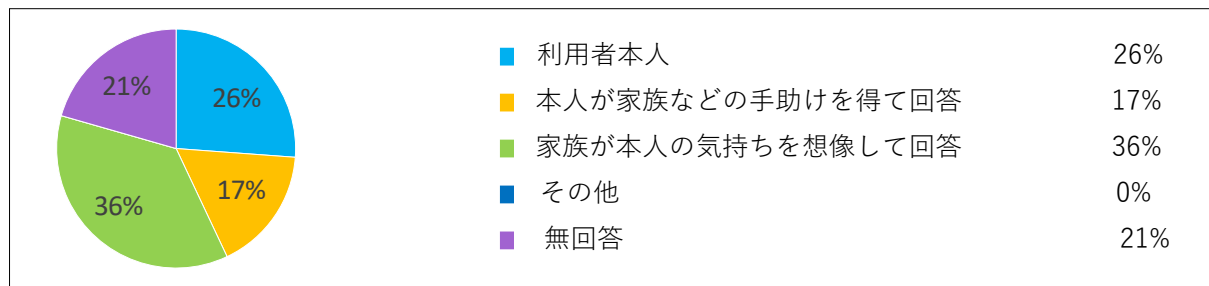 利用者本人 26%
本人が家族などの手助けを得て回答 17%
家族が本人の気持ちを想像して回答 36%
その他 0%
無回答 21%
26%
17%
36%
21%